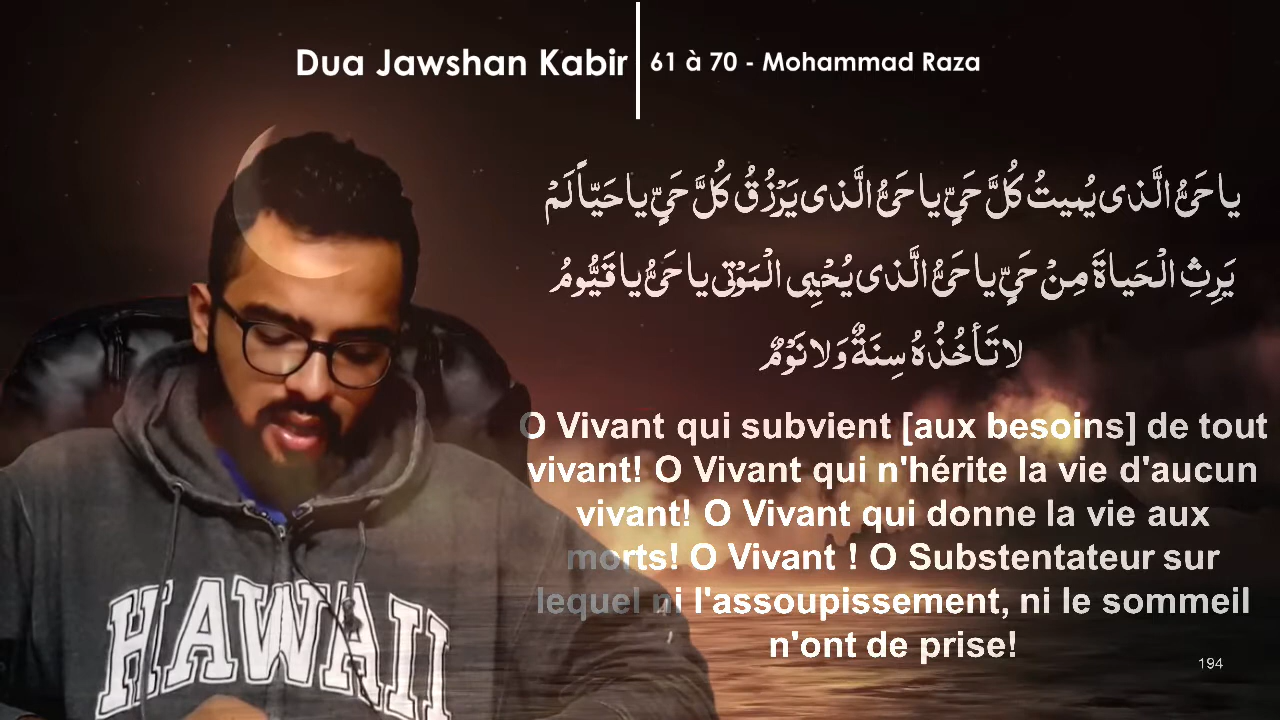 Dua Jawshan Kabir
61 à 70 - Mohammad Raza
يا حَىُّ الَّذى يُميتُ كُلَّ حَىٍّ يا حَىُّ الَّذى يَرْزُقُ كُلَّ حَىٍّ يا حَيّاً لَمْ
يَرِثِ الْحَياةَ مِنْ حَىٍّ يا حَىُّ الَّذى يُحْيِى الْمَوْتى يا حَىُّ يا قَيُّومُ
لا تَأخُذُهُ سِنَةٌ وَلا نَوْمٌ
O Vivant qui subvient [aux besoins] de tout
vivant! O Vivant qui n'hérite la vie d'aucun
vivant! O Vivant qui donne la vie aux
morts! O Vivant ! O Substentateur sur
lequel ni l'assoupissement, ni le sommeil
n'ont de prise!
194
HAWAII